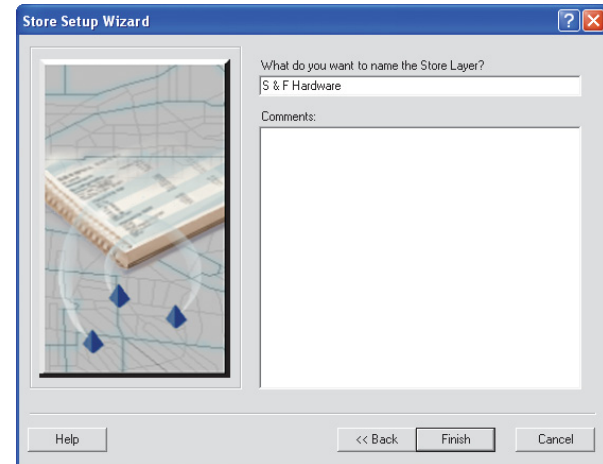 Store Setup Wizard
What do you want to name the Store Layer?
S & F Hardware
Comments:
Help
<< Back
Finish
Cancel